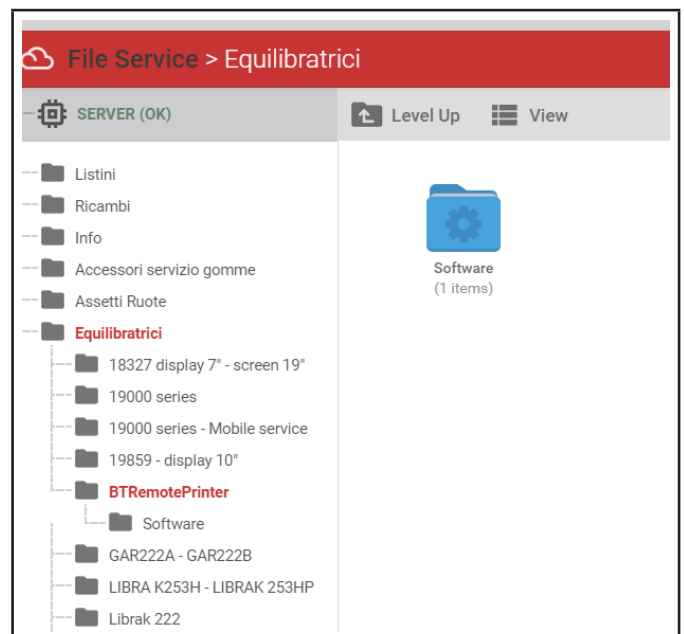 File Service > Equilibratrici
SERVER (OK)
Level Up
View
Listini
Ricambi
Info
Accessori servizio gomme
Assetti Ruote
Equilibratrici
18327 display 7" - screen 19"
19000 series
19000 series - Mobile service
19859 - display 10"
BTRemotePrinter
Software
GAR222A - GAR222B
LIBRA K253H - LIBRAK 253HP
Librak 222
Software
(1 items)